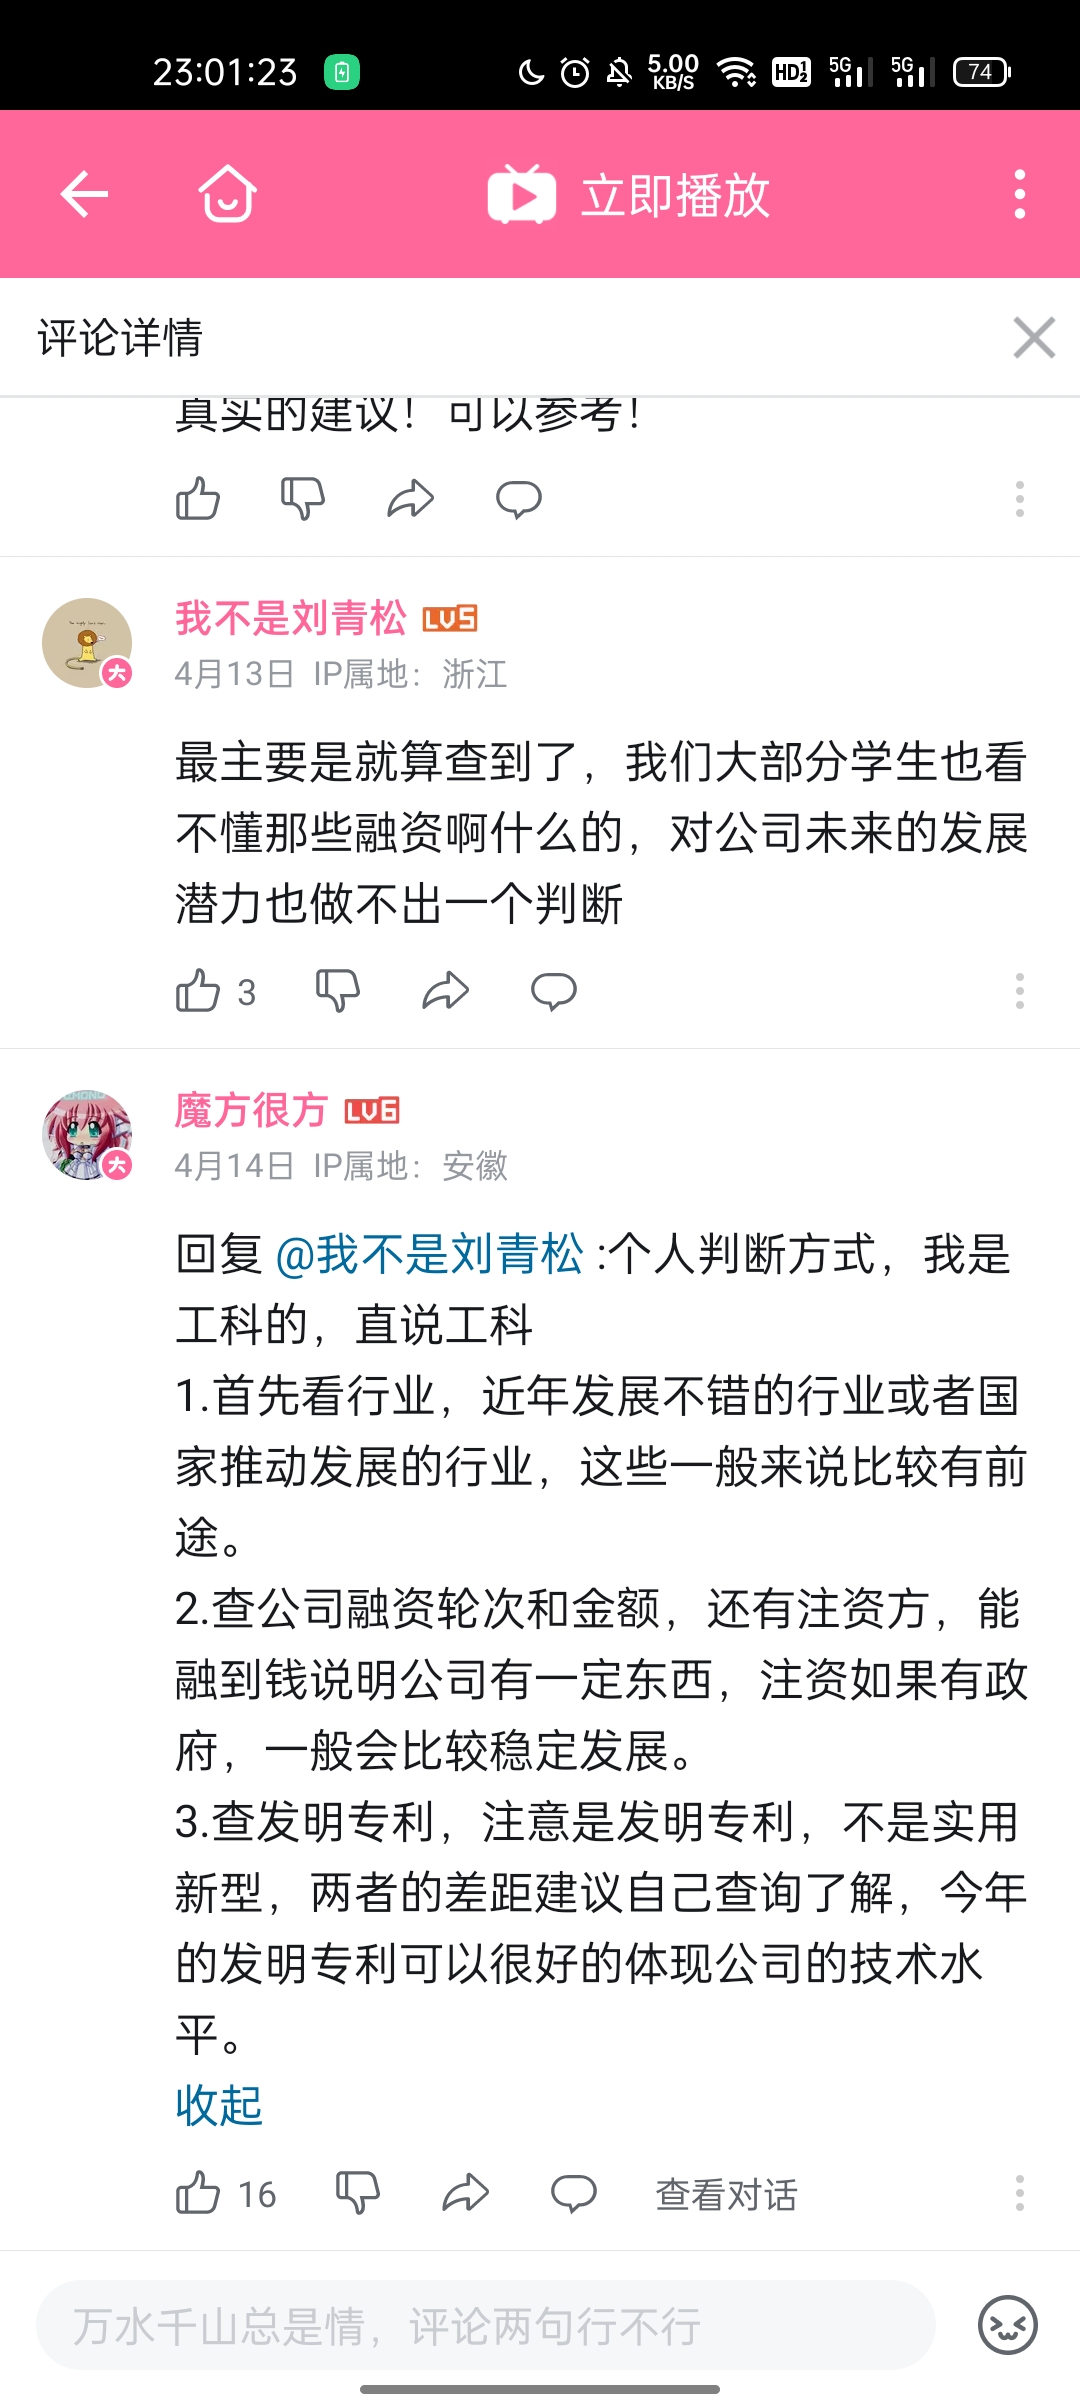 23:01:23 5.00 KB/S HD 1 2 5G 5G 74
立即播放
评论详情
真实的建议！可以参考！
我不是刘青松 LV5
4月13日 IP属地：浙江
最主要是就算查到了，我们大部分学生也看
不懂那些融资啊什么的，对公司未来的发展
潜力也做不出一个判断
3
魔方很方 LV6
4月14日 IP属地：安徽
回复 @我不是刘青松 :个人判断方式，我是
工科的，直说工科
1.首先看行业，近年发展不错的行业或者国
家推动发展的行业，这些一般来说比较有前
途。
2.查公司融资轮次和金额，还有注资方，能
融到钱说明公司有一定东西，注资如果有政
府，一般会比较稳定发展。
3.查发明专利，注意是发明专利，不是实用
新型，两者的差距建议自己查询了解，今年
的发明专利可以很好的体现公司的技术水
平。
收起
16 查看对话
万水千山总是情，评论两句行不行